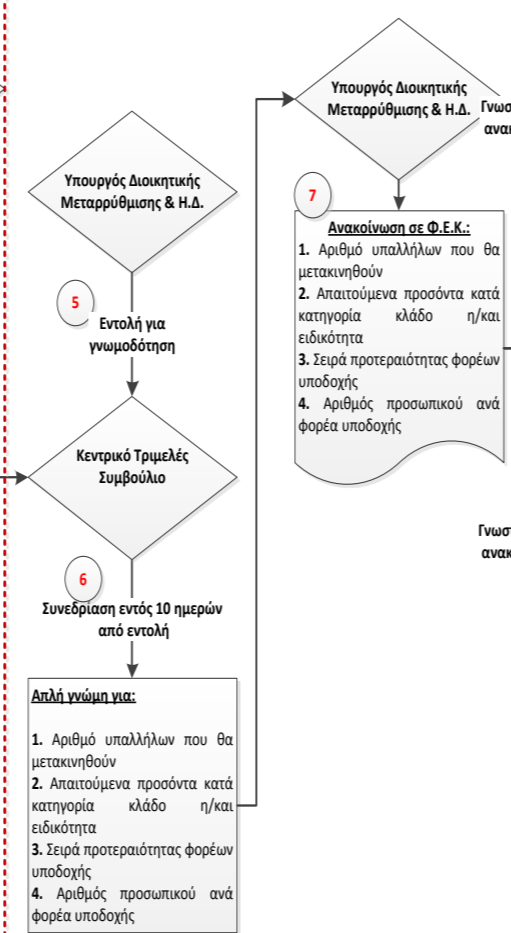 Υπουργός Διοικητικής
Μεταρρύθμισης & Η.Δ.
5
Εντολή για
γνωμοδότηση
Κεντρικό Τριμελές
Συμβούλιο
6
Συνεδρίαση εντός 10 ημερών
από εντολή
Απλή γνώμη για:
1. Αριθμό υπαλλήλων που θα
μετακινηθούν
2. Απαιτούμενα προσόντα κατά
κατηγορία κλάδο η/και
ειδικότητα
3. Σειρά προτεραιότητας φορέων
υποδοχής
4. Αριθμός προσωπικού ανά
φορέα υποδοχής
Υπουργός Διοικητικής
Μεταρρύθμισης & Η.Δ.
7
Ανακοίνωση σε Φ.Ε.Κ.:
1. Αριθμό υπαλλήλων που θα
μετακινηθούν
2. Απαιτούμενα προσόντα κατά
κατηγορία κλάδο η/και
ειδικότητα
3. Σειρά προτεραιότητας φορέων
υποδοχής
4. Αριθμός προσωπικού ανά
φορέα υποδοχής